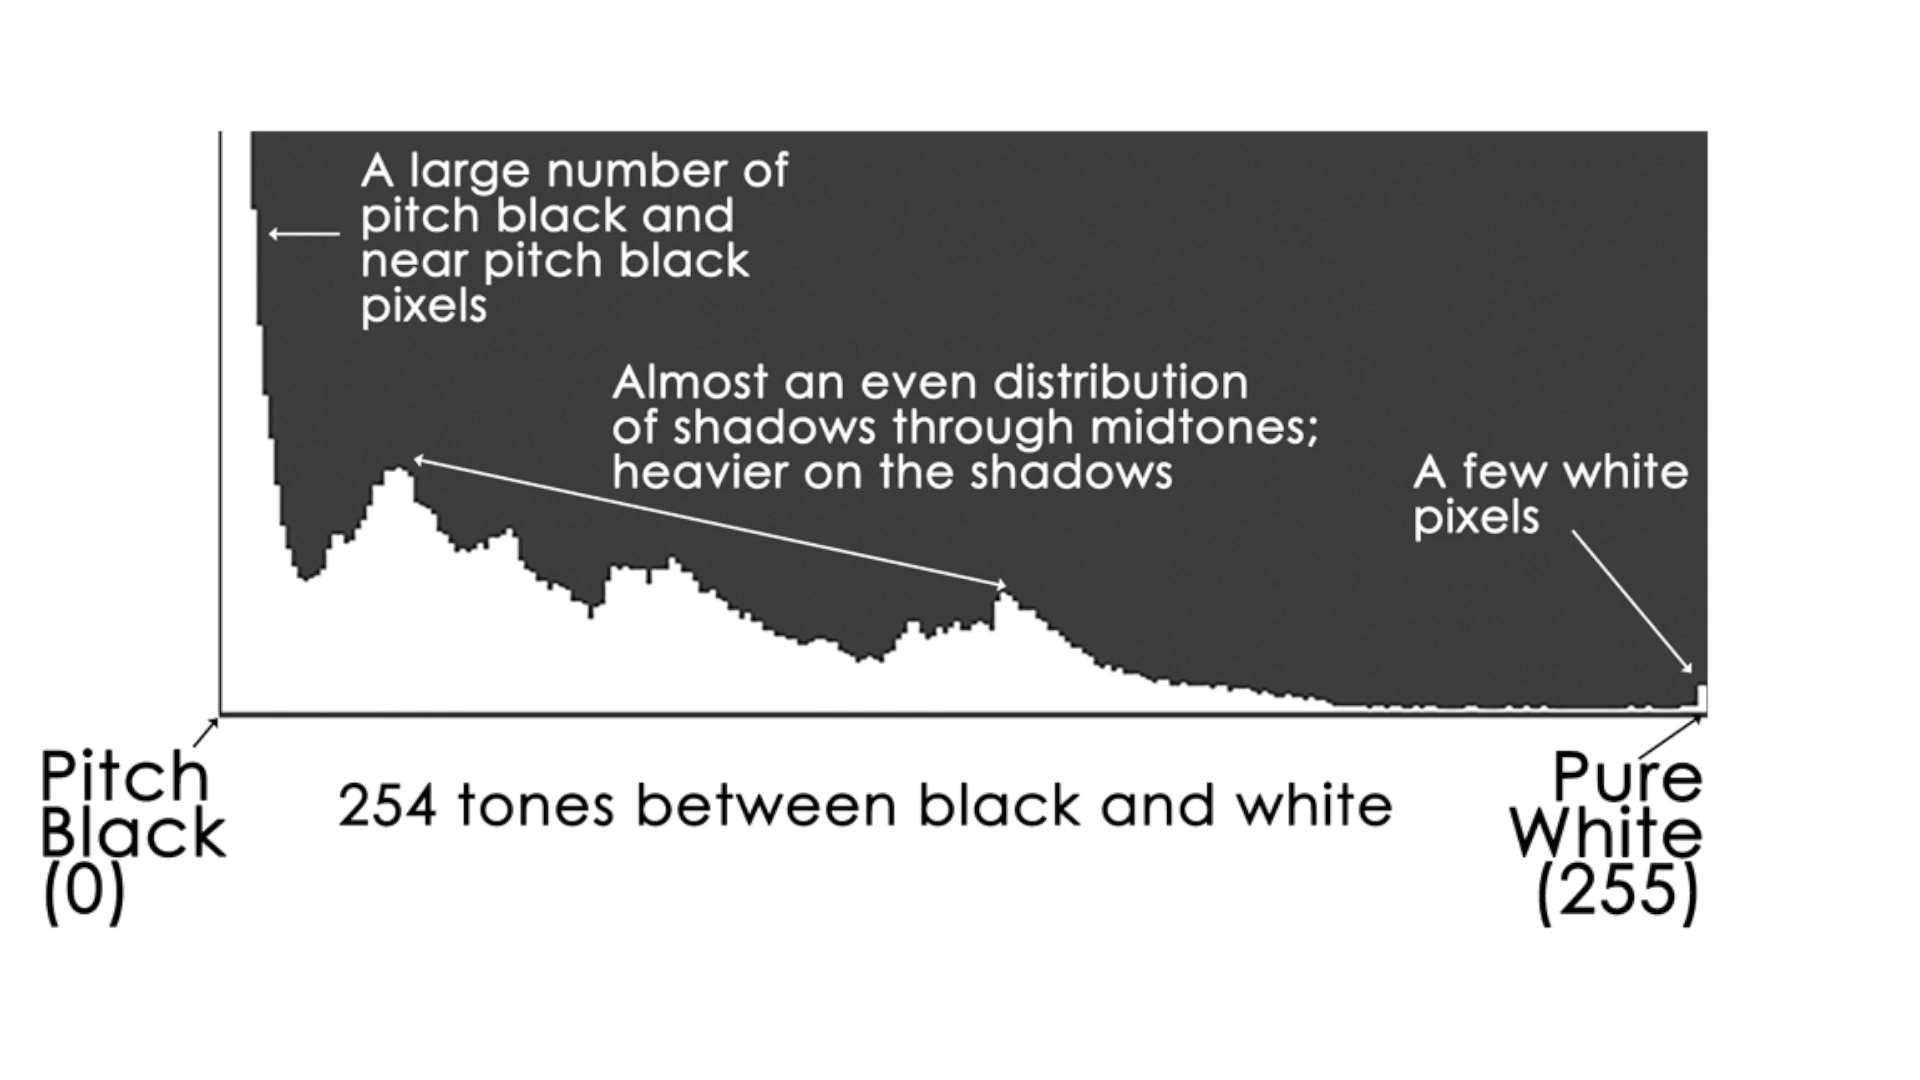 A large number of
pitch black and
near pitch black
pixels
Almost an even distribution
of shadows through midtones;
heavier on the shadows
A few white
pixels
Pitch
Black
(0)
254 tones between black and white
Pure
White
(255)